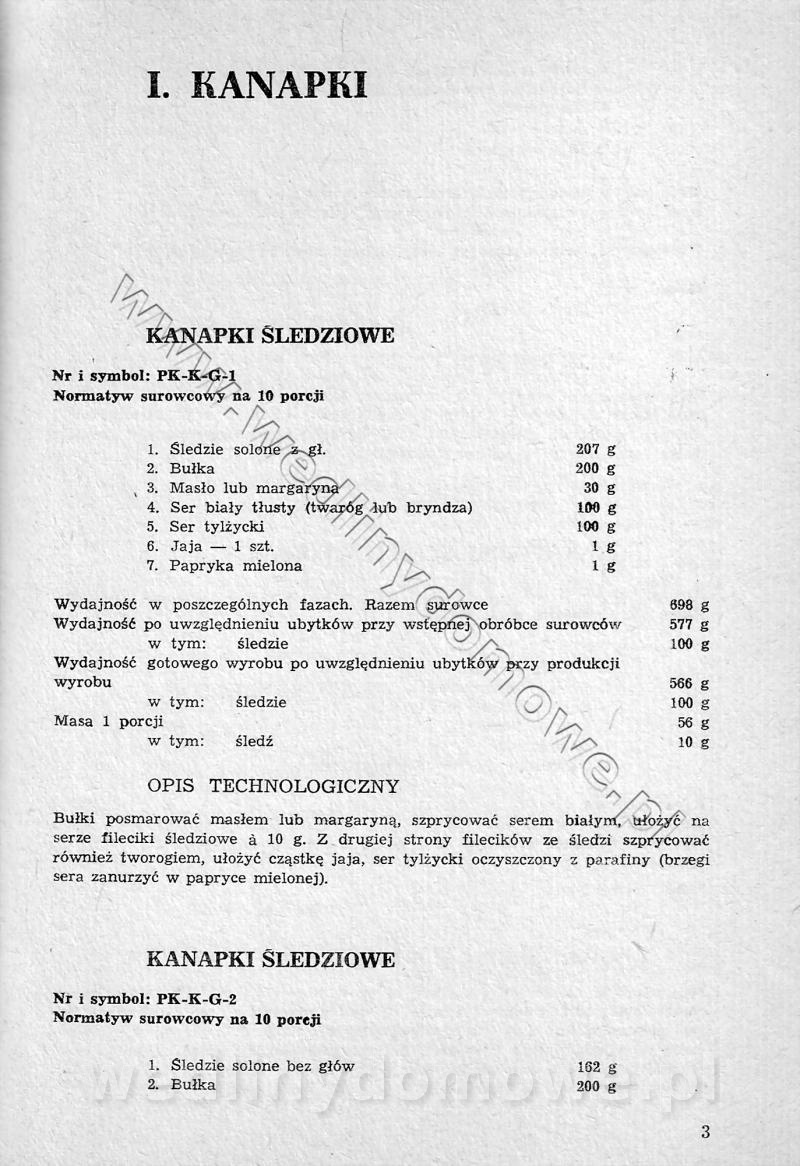 I. KANAPKI
KANAPKI ŚLEDZIOWE
Nr i symbol: PK-K-G-1
Normatyw surowcowy na 10 porcji
1. Śledzie solone z gł. 207 g
2. Bułka 200 g
3. Masło lub margaryna 30 g
4. Ser biały tłusty (twaróg lub bryndza) 100 g
5. Ser tylżycki 100 g
6. Jaja — 1 szt. 1 g
7. Papryka mielona 1 g
Wydajność w poszczególnych fazach. Razem surowce 698 g
Wydajność po uwzględnieniu ubytków przy wstępnej obróbce surowców 577 g
w tym: śledzie 100 g
Wydajność gotowego wyrobu po uwzględnieniu ubytków przy produkcji
wyrobu 566 g
w tym: śledzie 100 g
Masa 1 porcji 56 g
w tym: śledź 10 g
OPIS TECHNOLOGICZNY
Bułki posmarować masłem lub margaryną, szprycować serem białym, ułożyć na
serze fileciki śledziowe à 10 g. Z drugiej strony filecików ze śledzi szprycować
również tworogiem, ułożyć cząstkę jaja, ser tylżycki oczyszczony z parafiny (brzegi
sera zanurzyć w papryce mielonej).
KANAPKI ŚLEDZIOWE
Nr i symbol: PK-K-G-2
Normatyw surowcowy na 10 porcji
1. Śledzie solone bez głów 162 g
2. Bułka 200 g
3
www.wedlinydomowe.pl
wedlinydomowe.pl